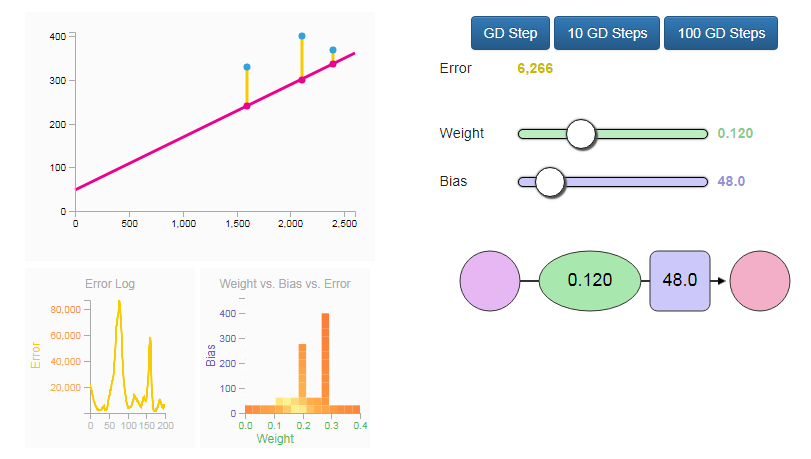 GD Step 10 GD Steps 100 GD Steps
Error 6,266
Weight 0.120
Bias 48.0
0.120 48.0
400
300
200
100
0
0 500 1,000 1,500 2,000 2,500
Error Log
Error
80,000
60,000
40,000
20,000
0 50 100 150 200
Weight vs. Bias vs. Error
Bias
400
300
200
100
0
0.0 0.1 0.2 0.3 0.4
Weight